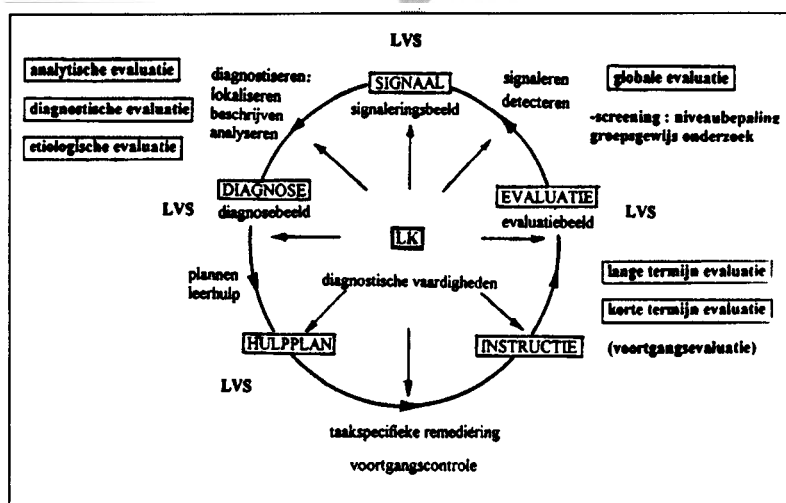 LVS
analytische evaluatie
diagnostische evaluatie
etiologische evaluatie
diagnostiseren:
lokaliseren
beschrijven
analyseren
SIGNAAL
signaleringsbeeld
signaleren
detecteren
globale evaluatie
-screening : niveaubepaling
groepsgewijs onderzoek
DIAGNOSE
diagnosebeeld
LVS
EVALUATIE
evaluatiebeeld
LVS
LK
diagnostische vaardigheden
plannen
leerhulp
lange termijn evaluatie
korte termijn evaluatie
(voortgangsevaluatie)
HULPPLAN
INSTRUCTIE
LVS
taakspecifieke remediëring
voortgangscontrole